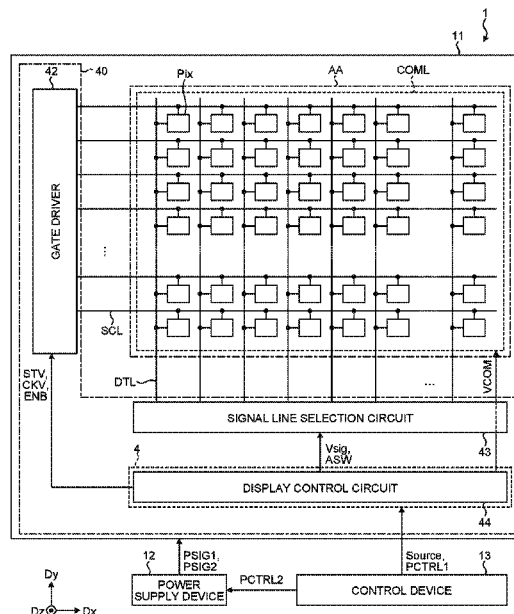 1
11
42
40
Pix
AA
COML
GATE DRIVER
...
SCL
STV,
CKV,
ENB
DTL
...
VCOM
SIGNAL LINE SELECTION CIRCUIT
43
Vsig,
ASW
4
DISPLAY CONTROL CIRCUIT
44
12
PSIG1,
PSIG2
Source,
PCTRL1
13
POWER
SUPPLY DEVICE
PCTRL2
CONTROL DEVICE
Dy
Dz
Dx